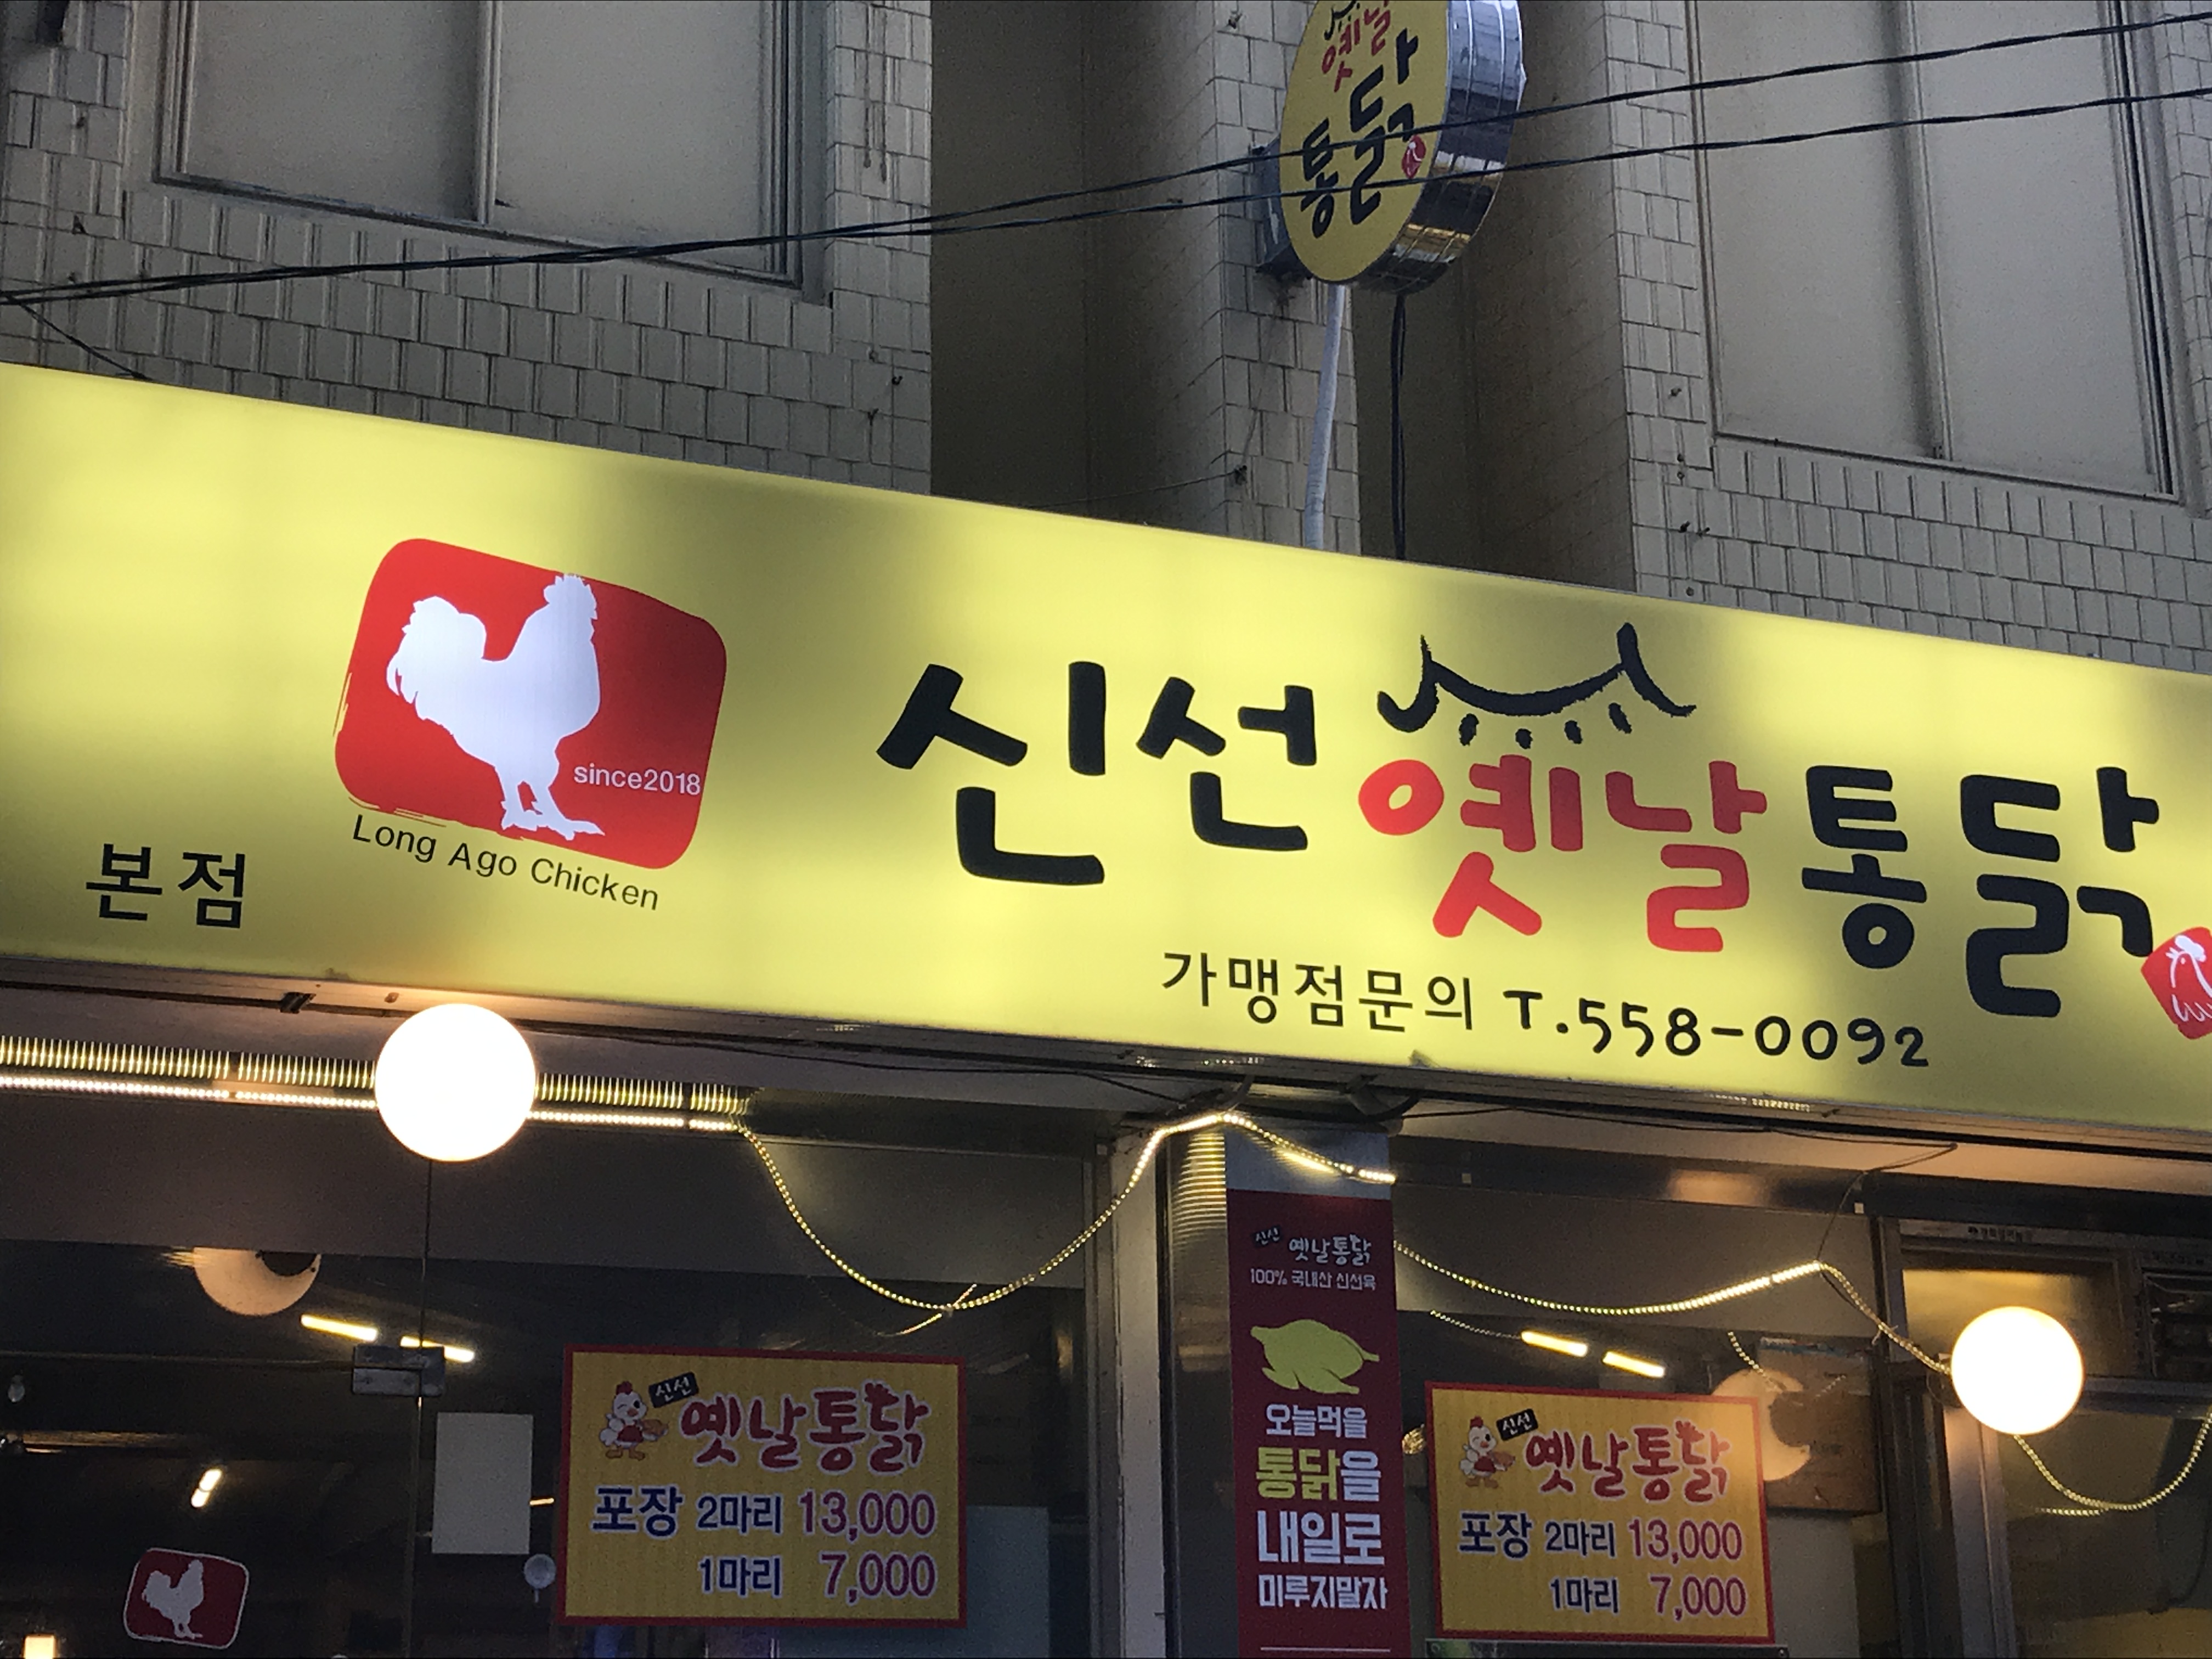 옛날
통닭
since2018
Long Ago Chicken
본점
신선 옛날 통닭
가맹점문의 T.558-0092
신선 옛날통닭
100% 국내산 신선육
오늘먹을
통닭을
내일로
미루지말자
신선 옛날통닭
포장 2마리 13,000
1마리 7,000
신선 옛날통닭
포장 2마리 13,000
1마리 7,000